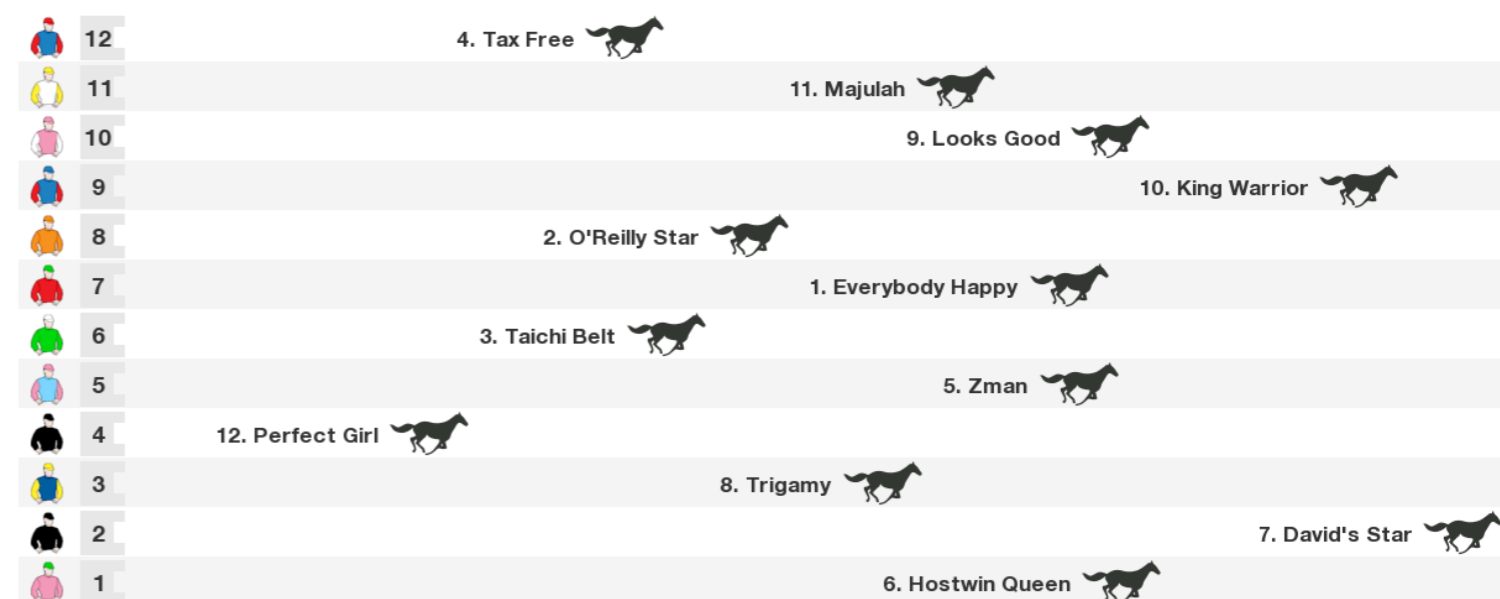 12 4. Tax Free
11 11. Majulah
10 9. Looks Good
9 10. King Warrior
8 2. O'Reilly Star
7 1. Everybody Happy
6 3. Taichi Belt
5 5. Zman
4 12. Perfect Girl
3 8. Trigamy
2 7. David's Star
1 6. Hostwin Queen